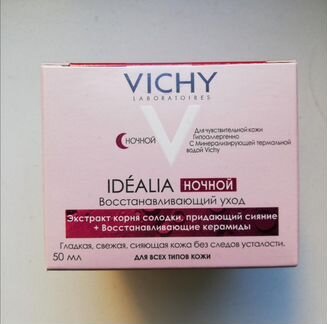 VICHY
LABORATOIRES
НОЧНОЙ
Для чувствительной кожи
Гипоаллергенно
С Минерализирующей термальной
водой Vichy
IDÉALIA НОЧНОЙ
Восстанавливающий уход
Экстракт корня солодки, придающий сияние
+ Восстанавливающие керамиды
Гладкая, свежая, сияющая кожа без следов усталости.
50 мл ДЛЯ ВСЕХ ТИПОВ КОЖИ